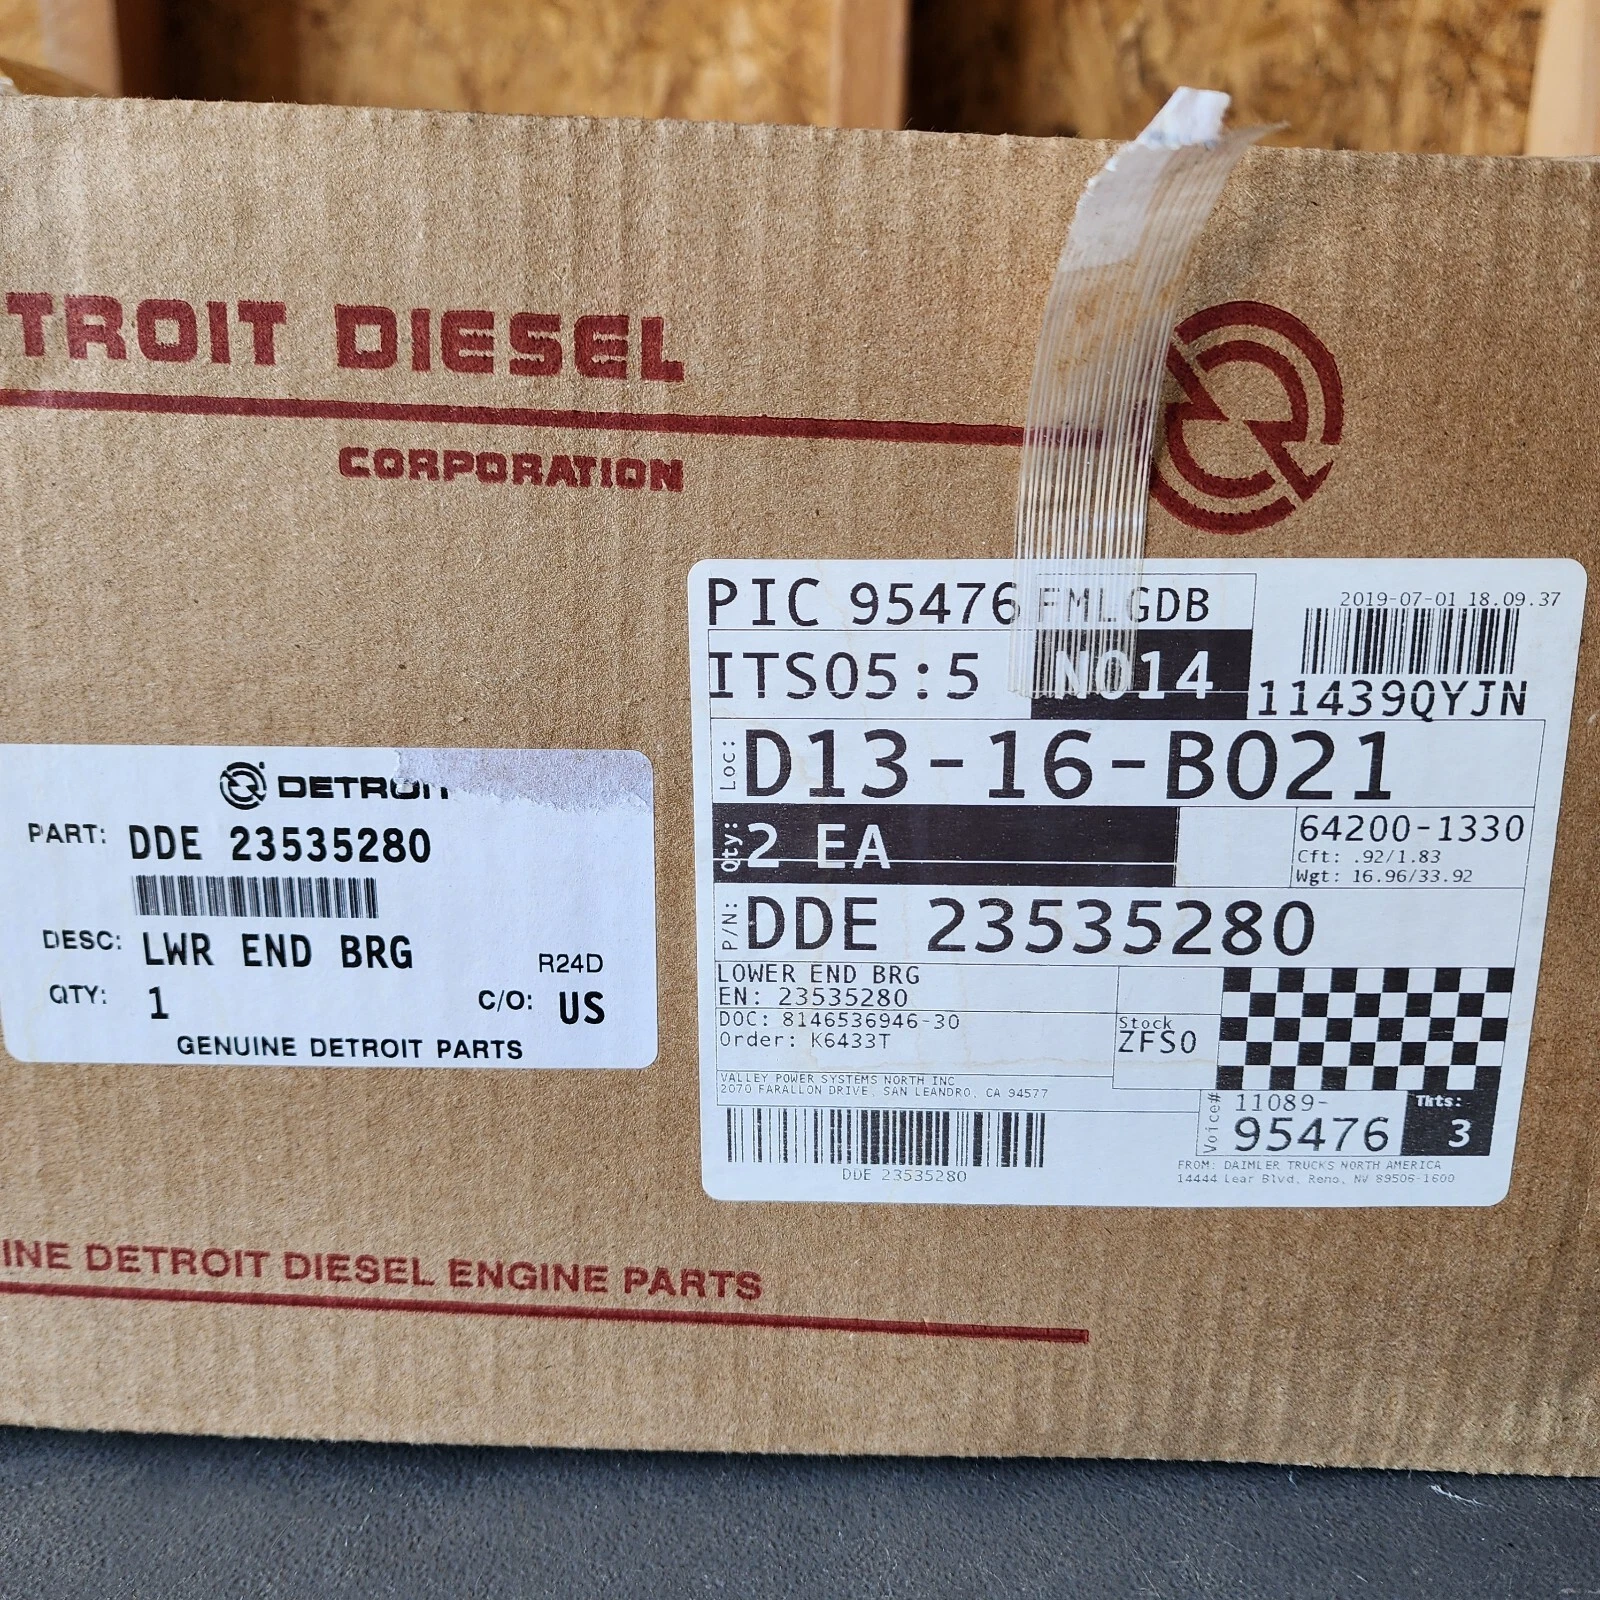 TROIT DIESEL
CORPORATION
DETROIT
PART: DDE 23535280
DESC: LWR END BRG
R24D
QTY: 1
C/O: US
GENUINE DETROIT PARTS
PIC 95476 FMLGDB
2019-07-01 18.09.37
ITS05:5 N014
11439QYJN
Loc: D13-16-B021
Qty: 2 EA
64200-1330
Cft: .92/1.83
Wgt: 16.96/33.92
P/N: DDE 23535280
LOWER END BRG
EN: 23535280
DOC: 8146536946-30
Order: K6433T
Stock
ZFS0
VALLEY POWER SYSTEMS NORTH INC
2070 FARALLON DRIVE, SAN LEANDRO, CA 94577
DDE 23535280
Voice# 11089-
95476
Tkts:
3
FROM: DAIMLER TRUCKS NORTH AMERICA
14444 Lear Blvd, Reno, NV 89506-1600
INE DETROIT DIESEL ENGINE PARTS